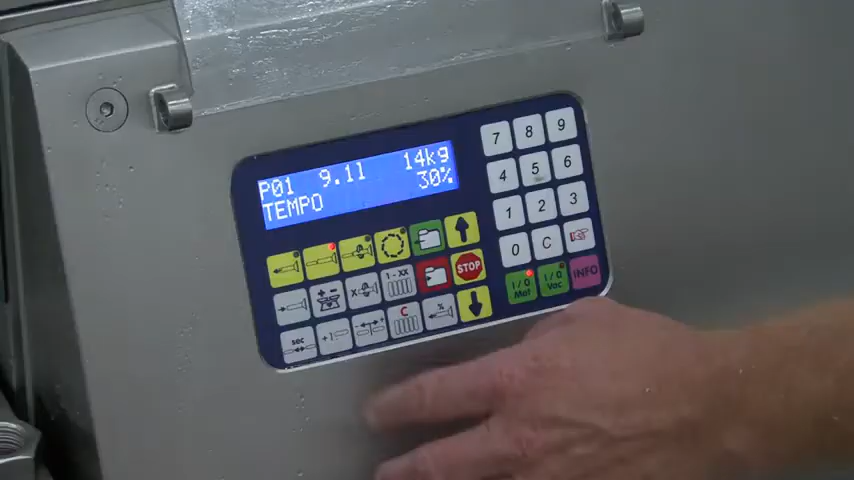 P01 9.11 14kg
TEMPO 30%
7 8 9
4 5 6
1 2 3
0 C
STOP
I/O Mot
I/O Vac
INFO
+ -
X
1-XX
sec
+1
C
%